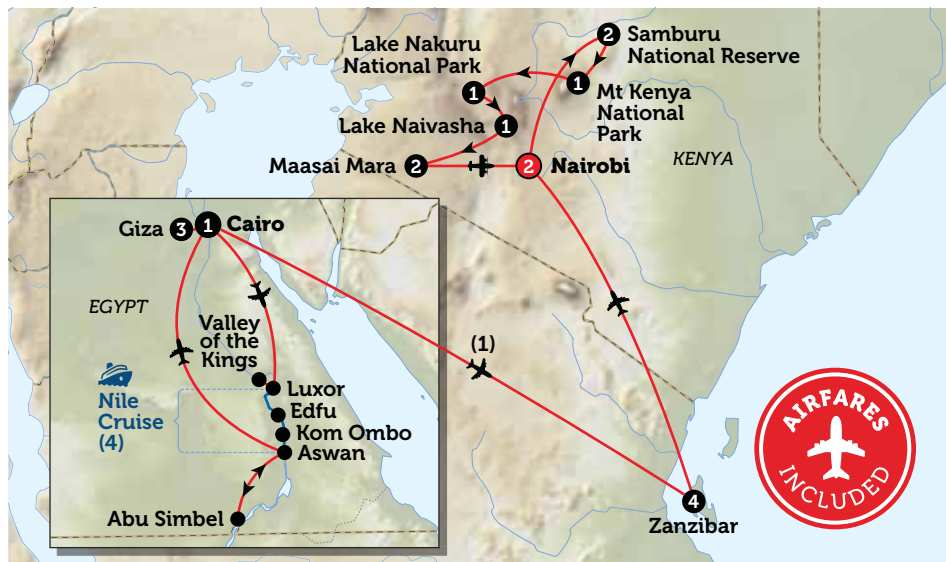 2
Samburu
National Reserve
Lake Nakuru
National Park
1
1
Mt Kenya
National
Park
Lake Naivasha
1
Maasai Mara
2
2
Nairobi
KENYA
Giza
3
1
Cairo
EGYPT
Valley
of the
Kings
Luxor
Edfu
Kom Ombo
Aswan
Nile
Cruise
(4)
Abu Simbel
(1)
4
Zanzibar
AIRFARES
INCLUDED